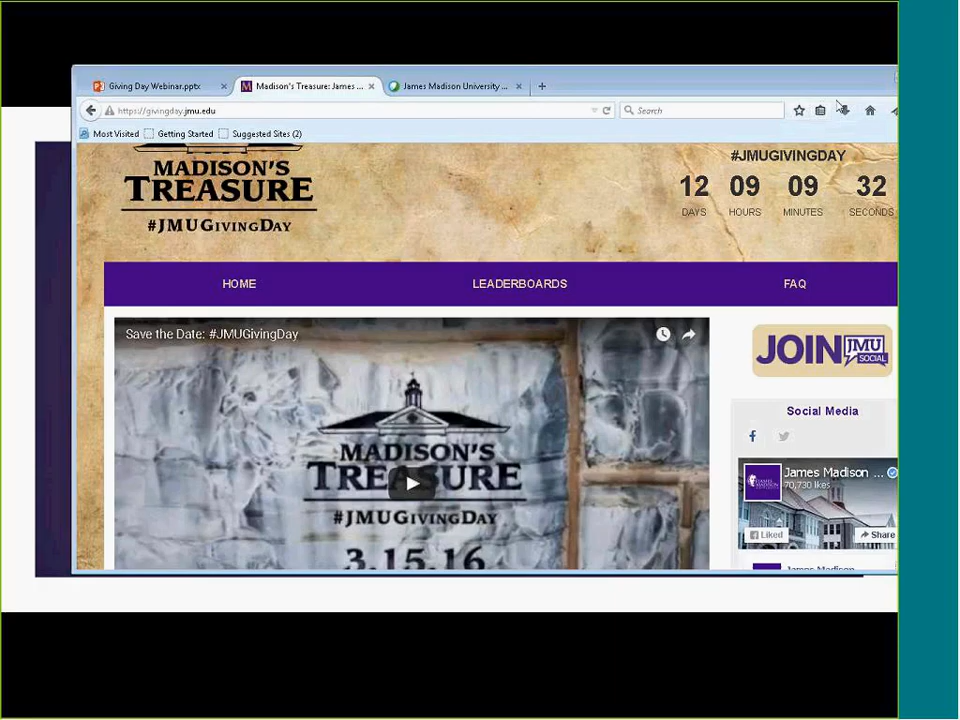 Giving Day Webinar.pptx
Madison's Treasure: James ...
James Madison University ...
https://givingday.jmu.edu
Search
Most Visited Getting Started Suggested Sites (2)
MADISON'S
TREASURE
#JMUGIVINGDAY
#JMUGIVINGDAY
12 09 09 32
DAYS HOURS MINUTES SECONDS
HOME LEADERBOARDS FAQ
Save the Date: #JMUGivingDay
MADISON'S
TREASURE
#JMUGIVINGDAY
3.15.16
JOIN JMU SOCIAL
Social Media
James Madison ...
70,730 likes
Liked Share
James Madison